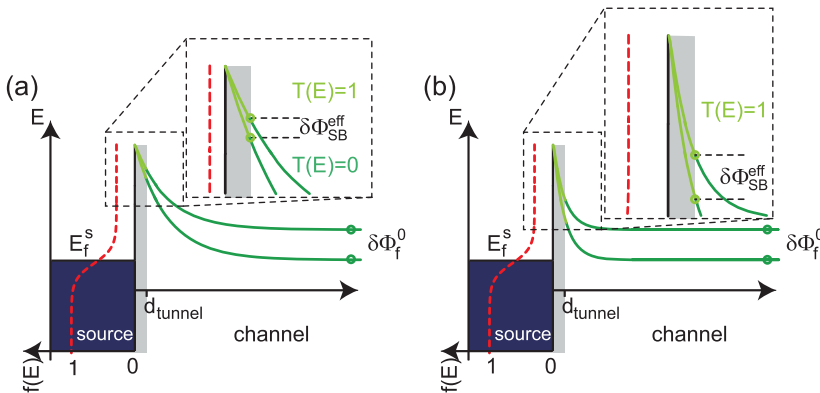 (a)
E
T(E)=1
δΦ_SB^eff
T(E)=0
E_f^s
δΦ_f^0
d_tunnel
source
channel
f(E)
1
0
(b)
E
T(E)=1
δΦ_SB^eff
E_f^s
δΦ_f^0
d_tunnel
source
channel
f(E)
1
0